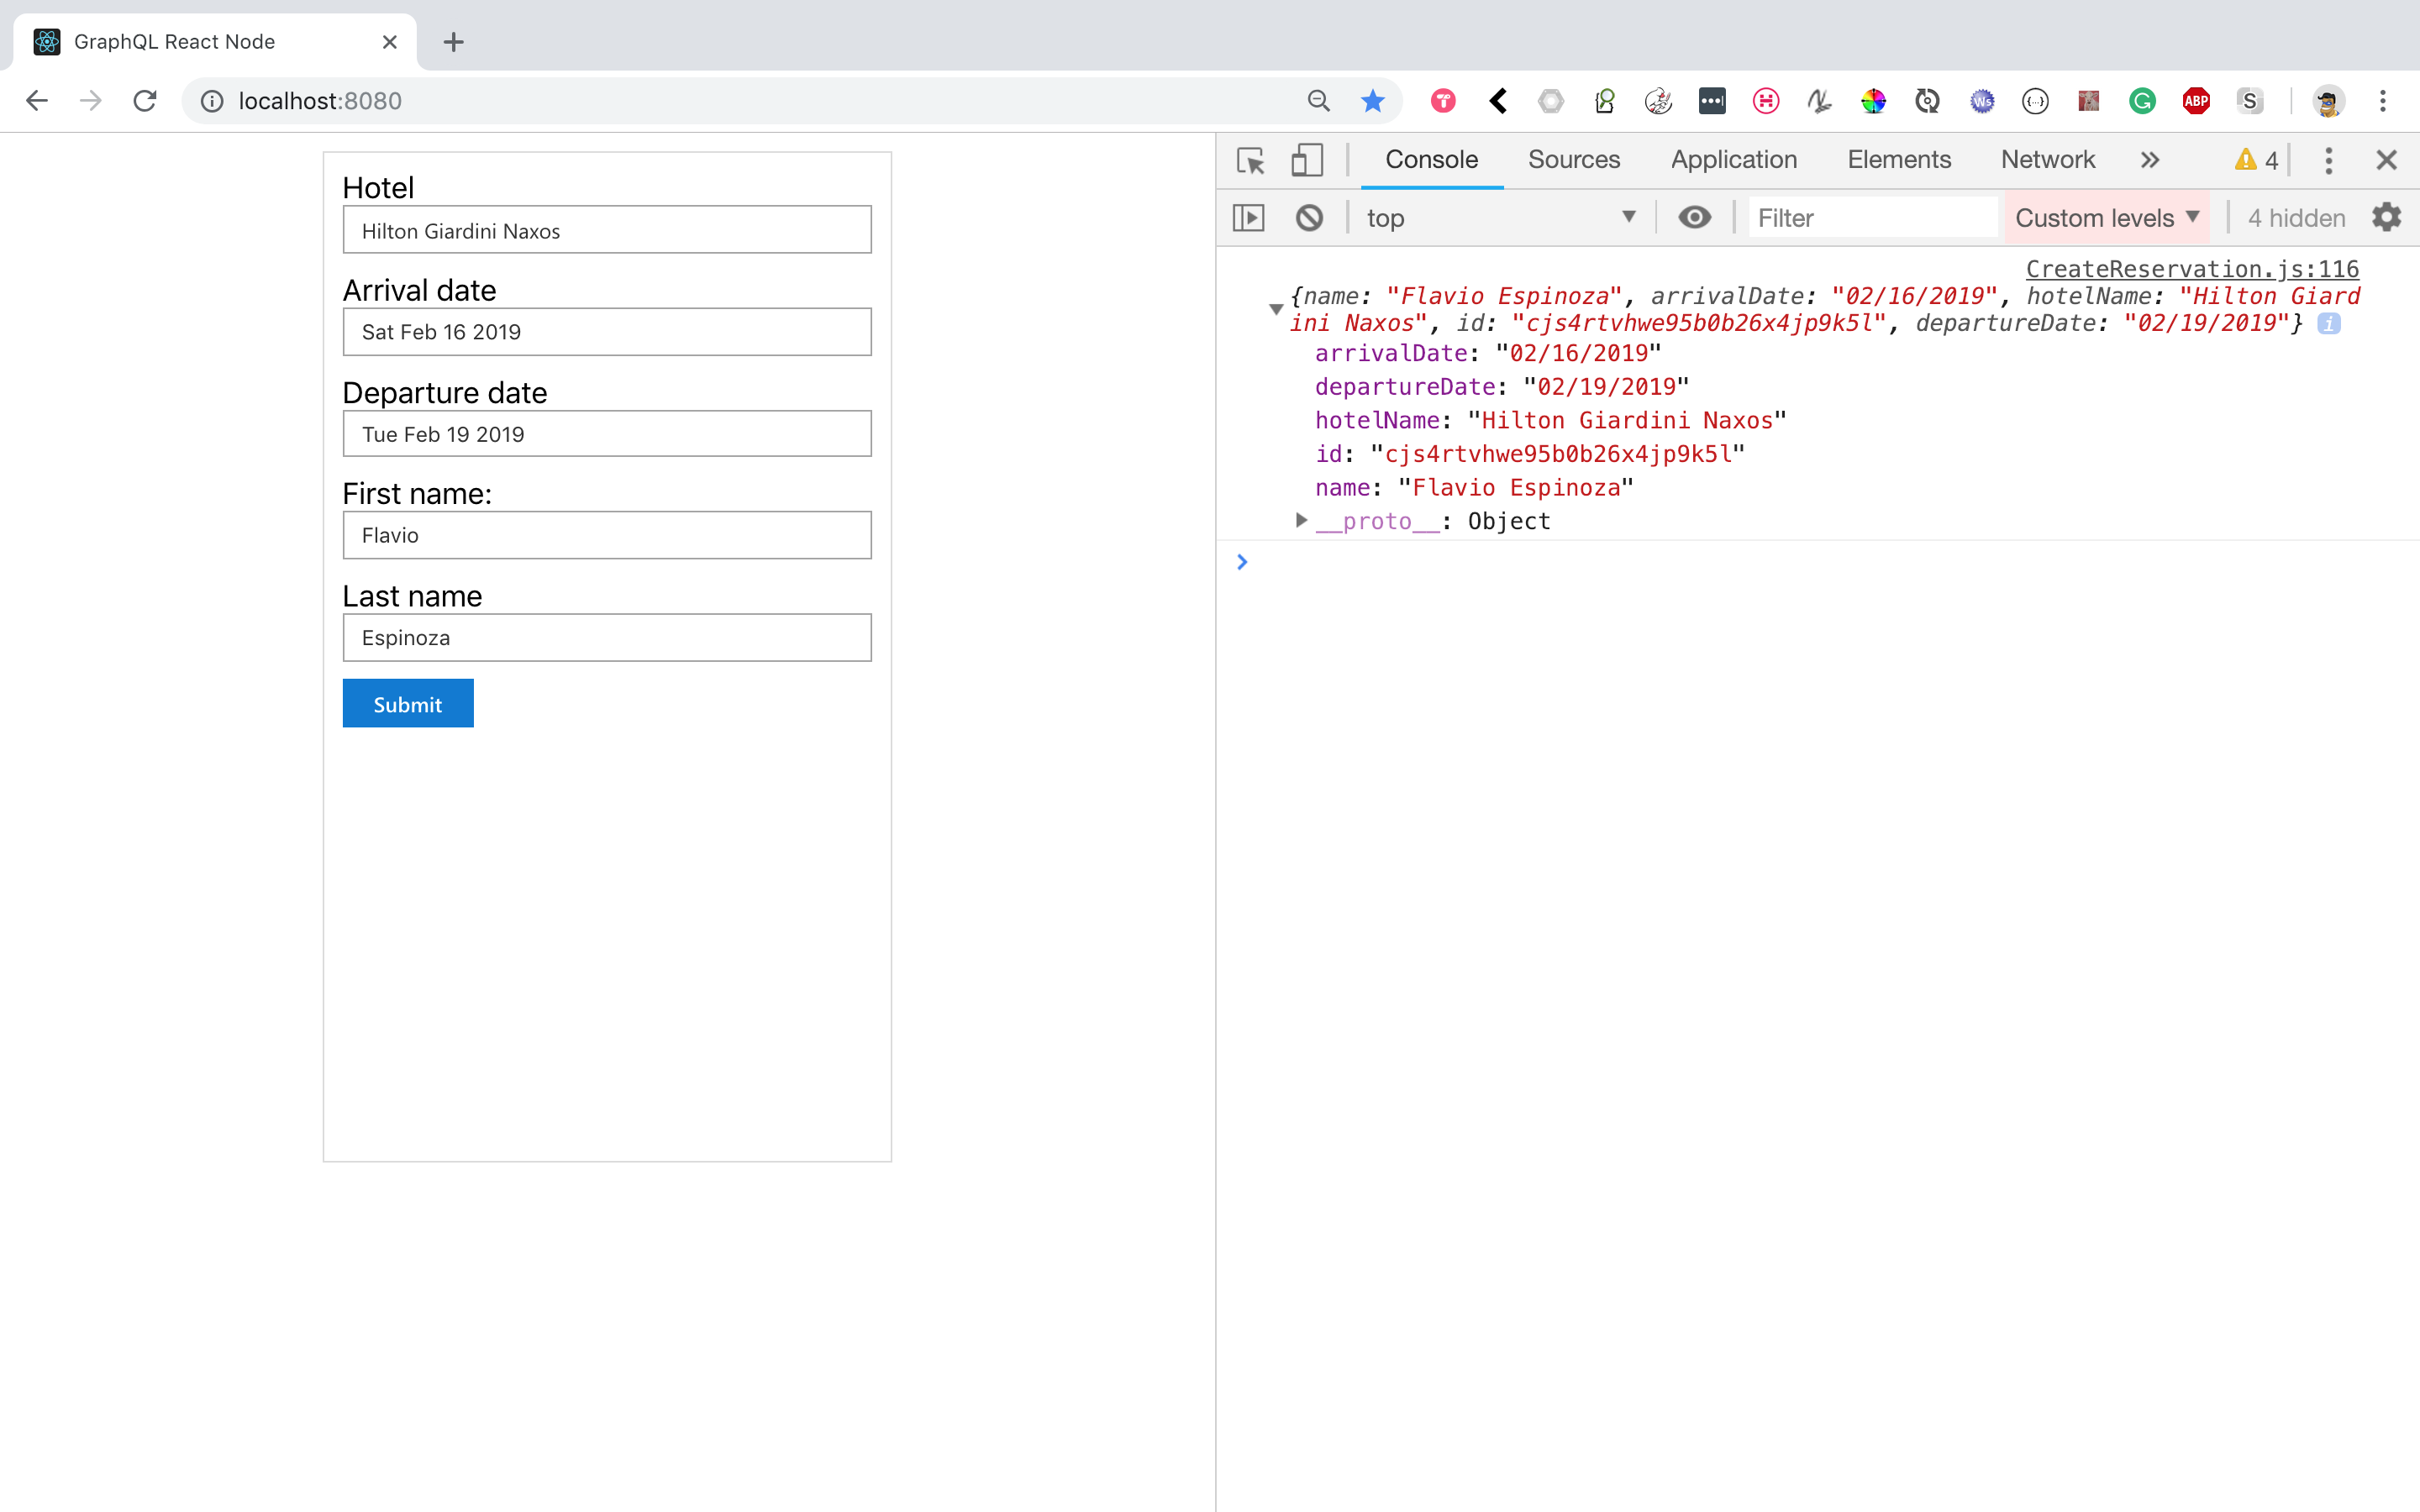 GraphQL React Node
localhost:8080
ABP
S
Hotel
Hilton Giardini Naxos
Arrival date
Sat Feb 16 2019
Departure date
Tue Feb 19 2019
First name:
Flavio
Last name
Espinoza
Submit
Console Sources Application Elements Network » 4
top Filter Custom levels 4 hidden
CreateReservation.js:116
{name: "Flavio Espinoza", arrivalDate: "02/16/2019", hotelName: "Hilton Giard
ini Naxos", id: "cjs4rtvhwe95b0b26x4jp9k5l", departureDate: "02/19/2019"} i
arrivalDate: "02/16/2019"
departureDate: "02/19/2019"
hotelName: "Hilton Giardini Naxos"
id: "cjs4rtvhwe95b0b26x4jp9k5l"
name: "Flavio Espinoza"
__proto__: Object